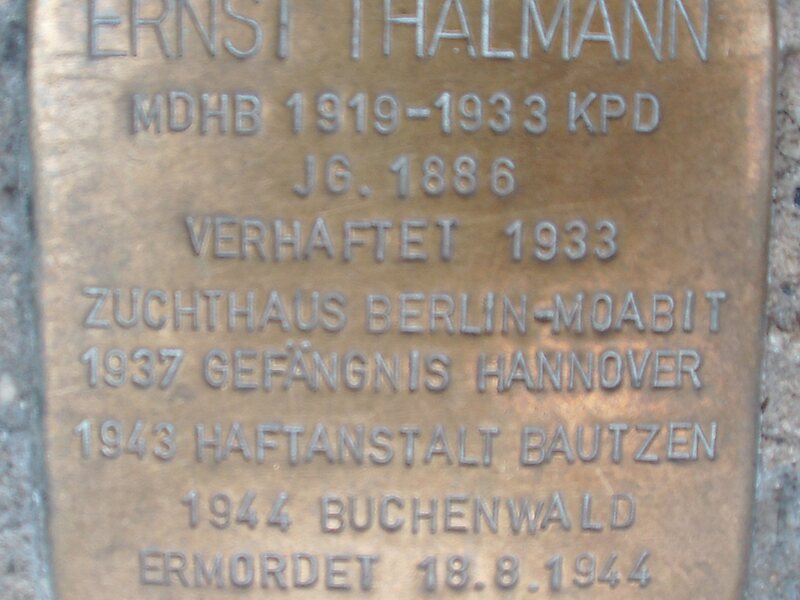 ERNST THÄLMANN
MDHB 1919-1933 KPD
JG. 1886
VERHAFTET 1933
ZUCHTHAUS BERLIN-MOABIT
1937 GEFÄNGNIS HANNOVER
1943 HAFTANSTALT BAUTZEN
1944 BUCHENWALD
ERMORDET 18.8.1944